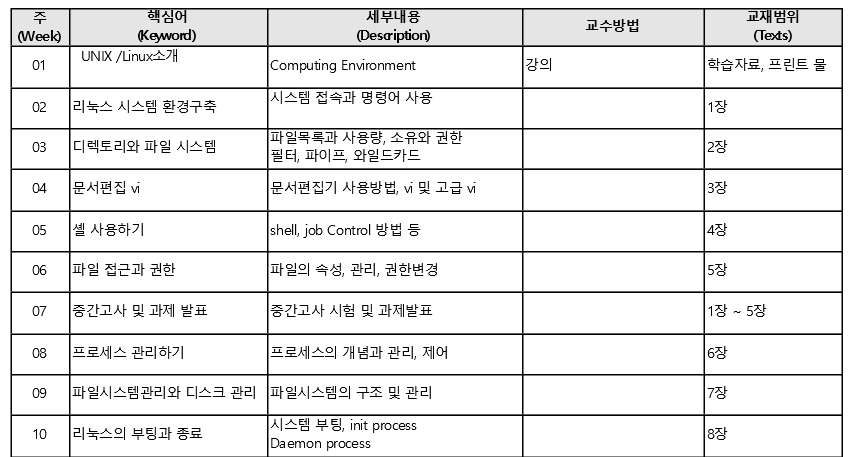 주 핵심어 세부내용 교수방법 교재범위
(Week) (Keyword) (Description) (Texts)
01 UNIX /Linux소개 Computing Environment 강의 학습자료, 프린트 물
02 리눅스 시스템 환경구축 시스템 접속과 명령어 사용 1장
03 디렉토리와 파일 시스템 파일목록과 사용량, 소유와 권한 2장
필터, 파이프, 와일드카드
04 문서편집 vi 문서편집기 사용방법, vi 및 고급 vi 3장
05 셸 사용하기 shell, job Control 방법 등 4장
06 파일 접근과 권한 파일의 속성, 관리, 권한변경 5장
07 중간고사 및 과제 발표 중간고사 시험 및 과제발표 1장 ~ 5장
08 프로세스 관리하기 프로세스의 개념과 관리, 제어 6장
09 파일시스템관리와 디스크 관리 파일시스템의 구조 및 관리 7장
10 리눅스의 부팅과 종료 시스템 부팅, init process 8장
Daemon process